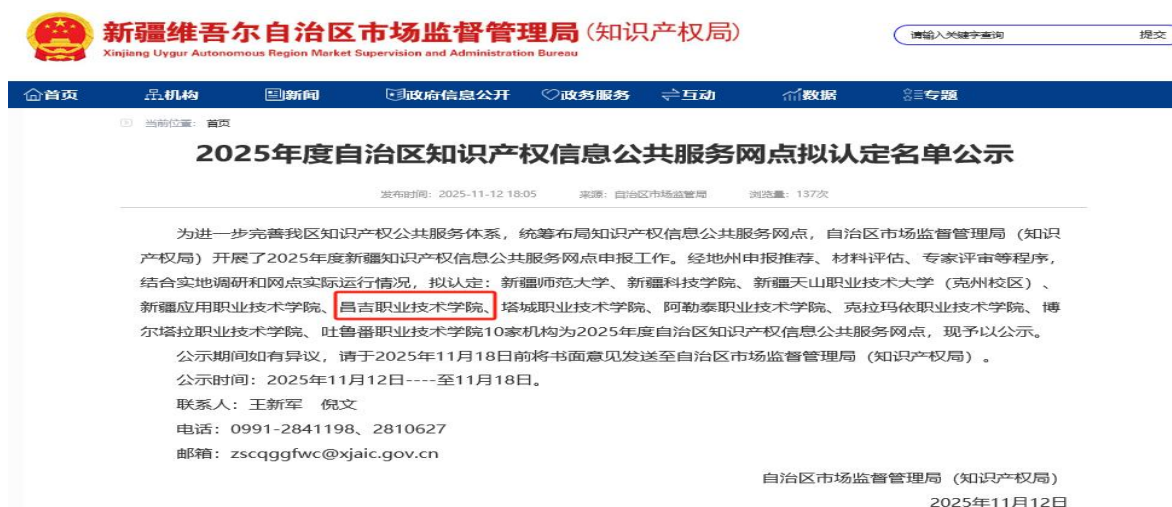 新疆维吾尔自治区市场监督管理局(知识产权局)
Xinjiang Uygur Autonomous Region Market Supervision and Administration Bureau
请输入关键字查询
提交
首页 机构 新闻 政府信息公开 政务服务 互动 数据 专题
当前位置: 首页
2025年度自治区知识产权信息公共服务网点拟认定名单公示
发布时间: 2025-11-12 18:05 来源: 自治区市场监管局 浏览量: 137次
为进一步完善我区知识产权公共服务体系，统筹布局知识产权信息公共服务网点，自治区市场监督管理局（知识
产权局）开展了2025年度新疆知识产权信息公共服务网点申报工作。经地州申报推荐、材料评估、专家评审等程序，
结合实地调研和网点实际运行情况，拟认定：新疆师范大学、新疆科技学院、新疆天山职业技术大学（克州校区）、
新疆应用职业技术学院、昌吉职业技术学院、塔城职业技术学院、阿勒泰职业技术学院、克拉玛依职业技术学院、博
尔塔拉职业技术学院、吐鲁番职业技术学院10家机构为2025年度自治区知识产权信息公共服务网点，现予以公示。
公示期间如有异议，请于2025年11月18日前将书面意见发送至自治区市场监督管理局（知识产权局）。
公示时间：2025年11月12日----至11月18日。
联系人：王新军 倪文
电话：0991-2841198、2810627
邮箱：zscqggfwc@xjaic.gov.cn
自治区市场监督管理局（知识产权局）
2025年11月12日